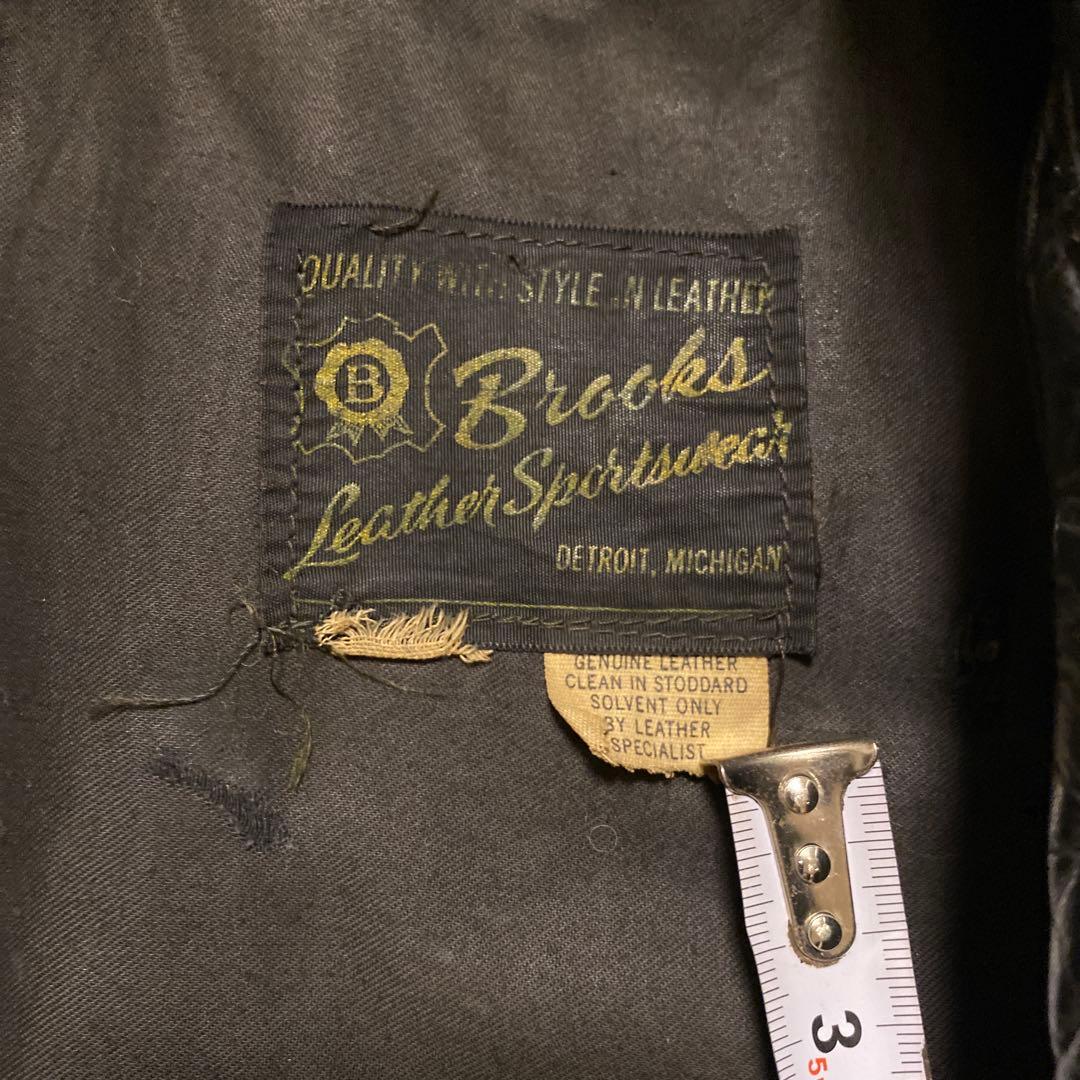 QUALITY WITH STYLE IN LEATHER
B
Brooks
Leather Sportswear
DETROIT, MICHIGAN
GENUINE LEATHER
CLEAN IN STODDARD
SOLVENT ONLY
BY LEATHER
SPECIALIST
3
5